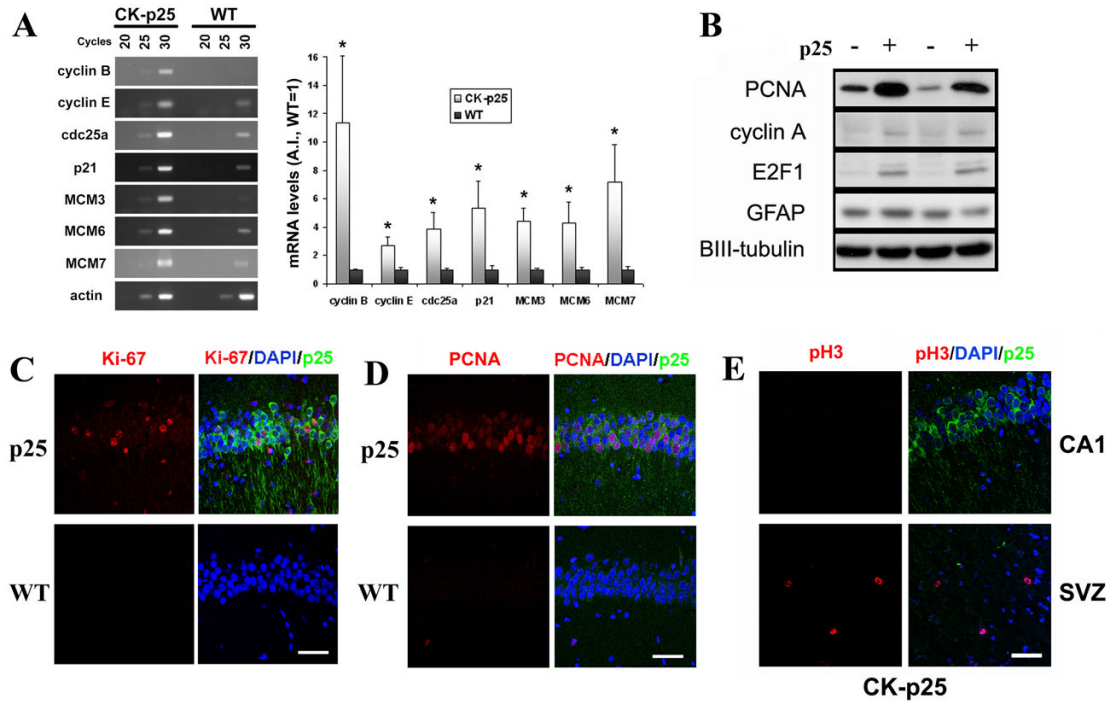 A
CK-p25 WT
Cycles 20 25 30 20 25 30
cyclin B
cyclin E
cdc25a
p21
MCM3
MCM6
MCM7
actin
mRNA levels (A.I., WT=1)
16
14
12
10
8
6
4
2
0
* * * * * * *
CK-p25
WT
cyclin B cyclin E cdc25a p21 MCM3 MCM6 MCM7
B
p25 - + - +
PCNA
cyclin A
E2F1
GFAP
BIII-tubulin
C
Ki-67 Ki-67/DAPI/p25
p25
WT
D
PCNA PCNA/DAPI/p25
p25
WT
E
pH3 pH3/DAPI/p25
CA1
SVZ
CK-p25